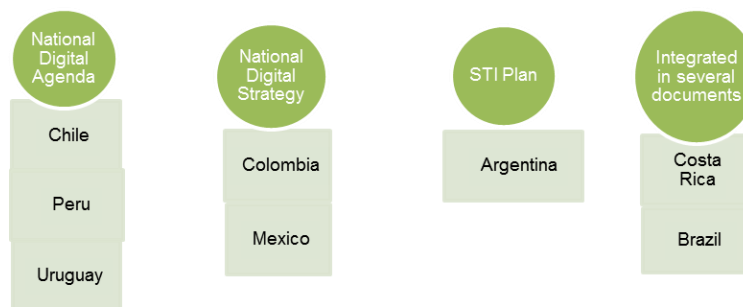 National
Digital
Agenda
Chile
Peru
Uruguay
National
Digital
Strategy
Colombia
Mexico
STI Plan
Argentina
Integrated
in several
documents
Costa
Rica
Brazil